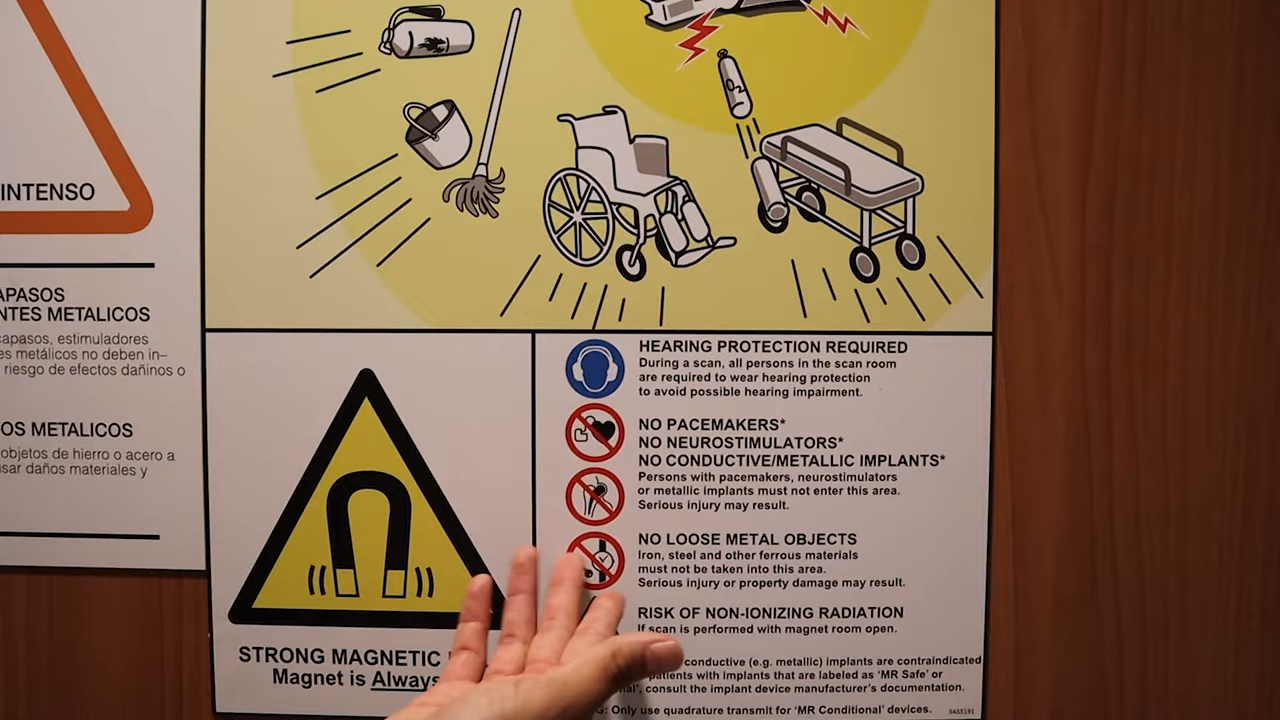 INTENSO
APASOS
NTES METALICOS
capasos, estimuladores
es metálicos no deben in–
riesgo de efectos dañinos o
OS METALICOS
objetos de hierro o acero a
usar daños materiales y
O2
HEARING PROTECTION REQUIRED
During a scan, all persons in the scan room
are required to wear hearing protection
to avoid possible hearing impairment.
NO PACEMAKERS*
NO NEUROSTIMULATORS*
NO CONDUCTIVE/METALLIC IMPLANTS*
Persons with pacemakers, neurostimulators
or metallic implants must not enter this area.
Serious injury may result.
NO LOOSE METAL OBJECTS
Iron, steel and other ferrous materials
must not be taken into this area.
Serious injury or property damage may result.
RISK OF NON-IONIZING RADIATION
If scan is performed with magnet room open.
conductive (e.g. metallic) implants are contraindicated
patients with implants that are labeled as ‘MR Safe’ or
nal’, consult the implant device manufacturer’s documentation.
G: Only use quadrature transmit for ‘MR Conditional’ devices.
5455191
STRONG MAGNETIC
Magnet is Always